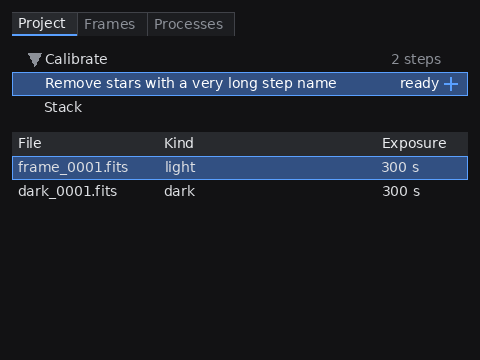 Project Frames Processes
Calibrate 2 steps
Remove stars with a very long step name ready
Stack
File Kind Exposure
frame_0001.fits light 300 s
dark_0001.fits dark 300 s